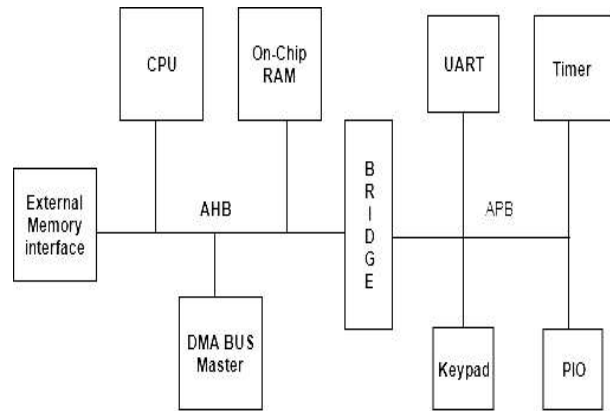 CPU
On-Chip
RAM
UART
Timer
External
Memory
interface
AHB
B
R
I
D
G
E
APB
DMA BUS
Master
Keypad
PIO